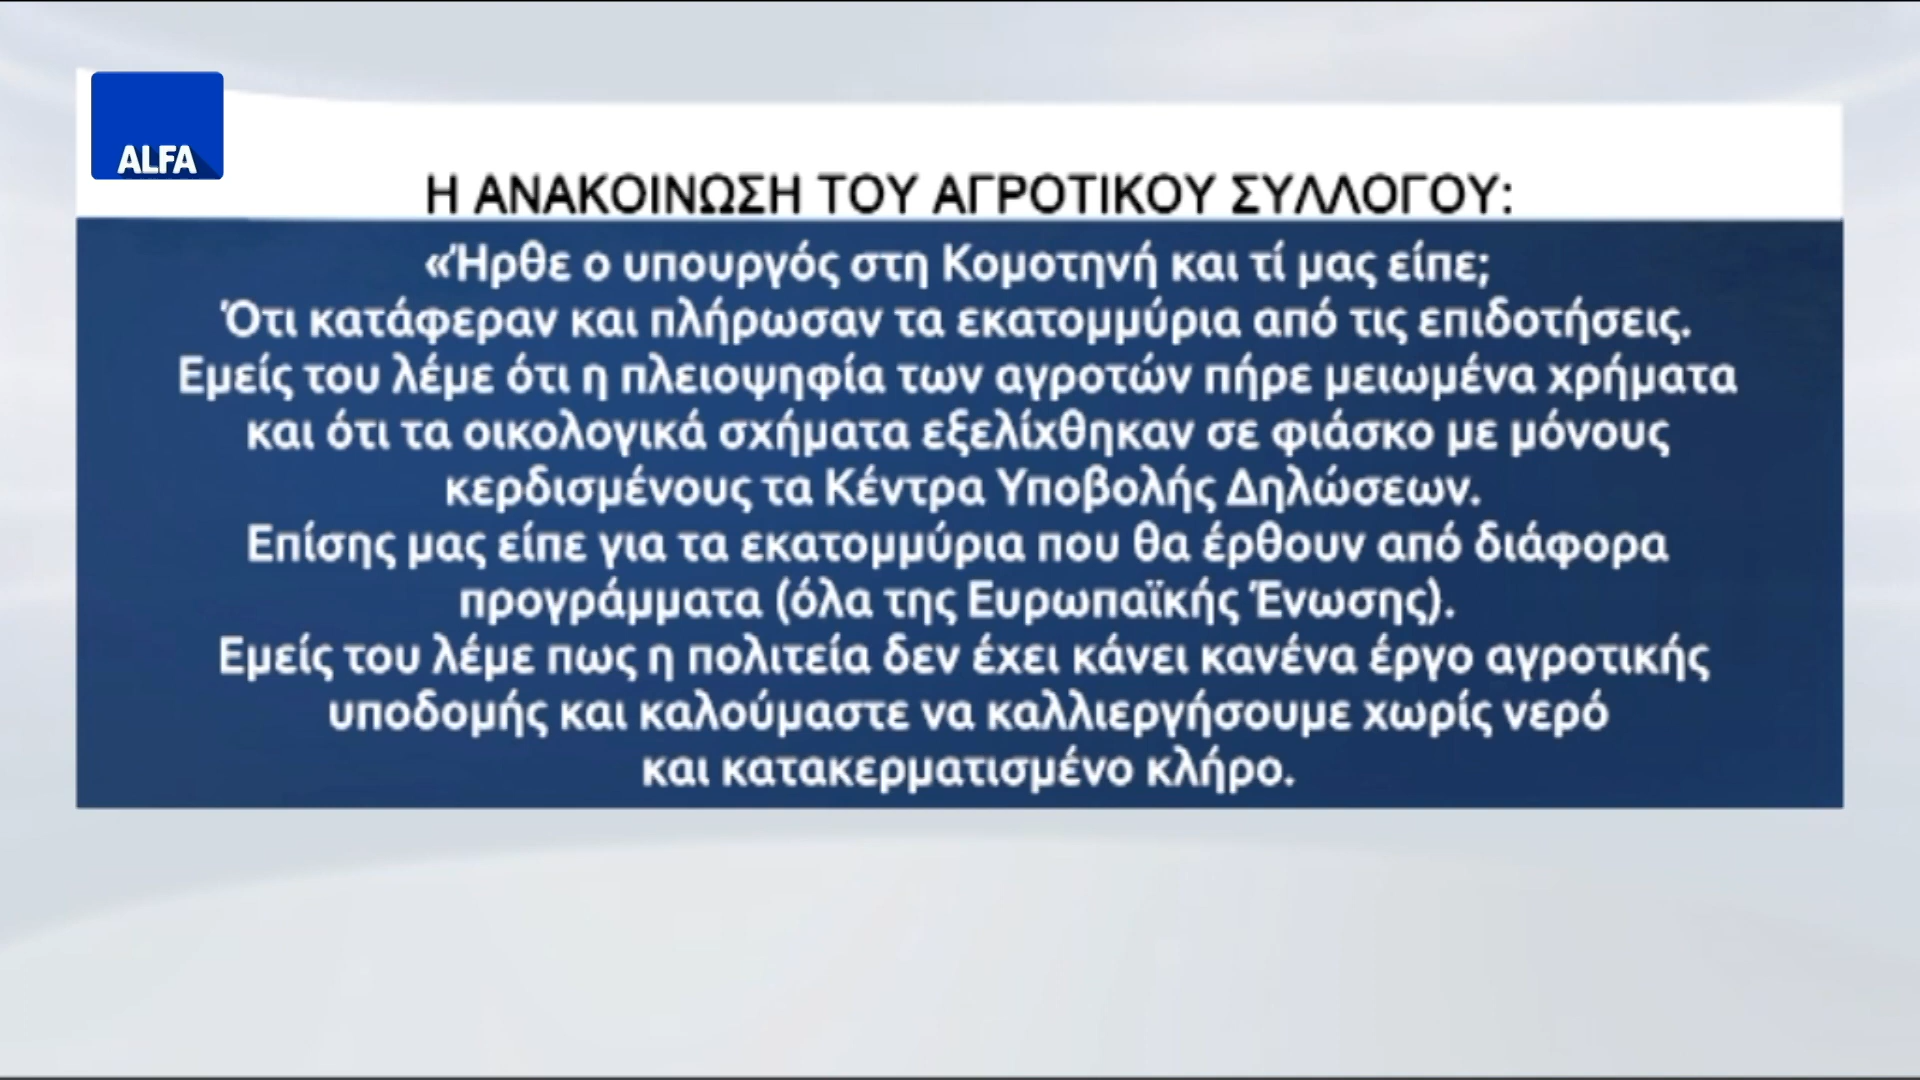 ALFA
Η ΑΝΑΚΟΙΝΩΣΗ ΤΟΥ ΑΓΡΟΤΙΚΟΥ ΣΥΛΛΟΓΟΥ:
«Ήρθε ο υπουργός στη Κομοτηνή και τί μας είπε;
Ότι κατάφεραν και πλήρωσαν τα εκατομμύρια από τις επιδοτήσεις.
Εμείς του λέμε ότι η πλειοψηφία των αγροτών πήρε μειωμένα χρήματα
και ότι τα οικολογικά σχήματα εξελίχθηκαν σε φιάσκο με μόνους
κερδισμένους τα Κέντρα Υποβολής Δηλώσεων.
Επίσης μας είπε για τα εκατομμύρια που θα έρθουν από διάφορα
προγράμματα (όλα της Ευρωπαϊκής Ένωσης).
Εμείς του λέμε πως η πολιτεία δεν έχει κάνει κανένα έργο αγροτικής
υποδομής και καλούμαστε να καλλιεργήσουμε χωρίς νερό
και κατακερματισμένο κλήρο.